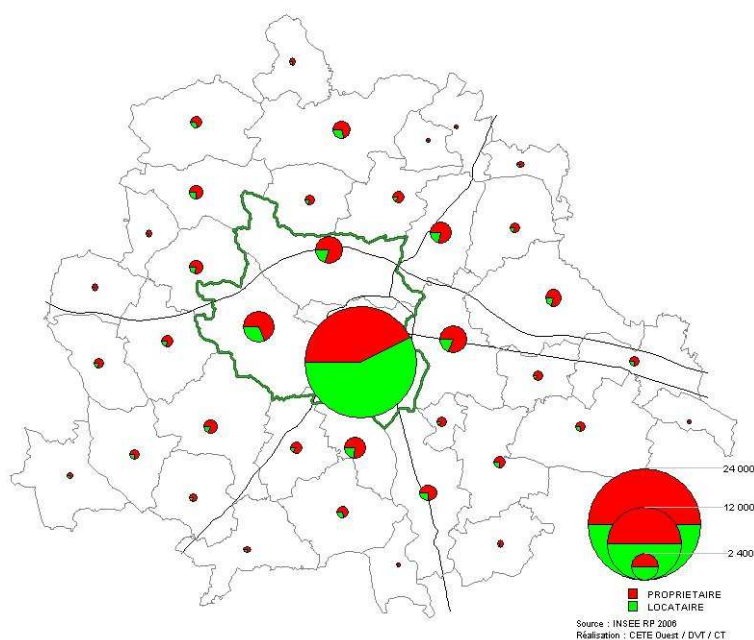 24 000
12 000
2 400
PROPRIETAIRE
LOCATAIRE
Source : INSEE RP 2006
Réalisation : CETE Ouest / DVT / CT